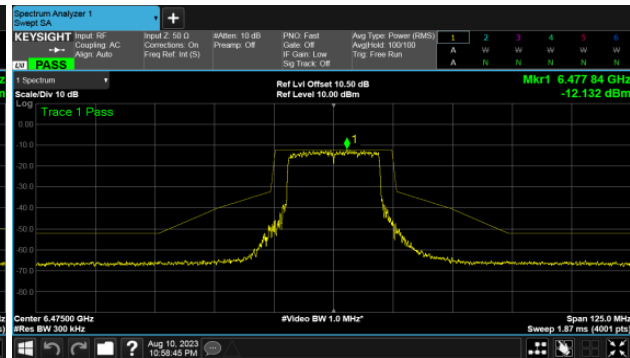 Spectrum Analyzer 1
Swept SA
KEYSIGHT Input: RF Input Z: 50 Ω #Atten: 10 dB PNO: Fast Avg Type: Power (RMS) 1 2 3 4 5 6
Coupling: AC Corrections: On Preamp: Off Gate: Off Avg|Hold: 100/100 A W W W W W
Align: Auto Freq Ref: Int (S) IF Gain: Low Trig: Free Run
LXI PASS Sig Track: Off A N N N N N
1 Spectrum Ref Lvl Offset 10.50 dB Mkr1 6.477 84 GHz
Scale/Div 10 dB Ref Level 10.00 dBm -12.132 dBm
Log
Trace 1 Pass
0.00
-10.0
1
-20.0
-30.0
-40.0
-50.0
-60.0
-70.0
-80.0
Center 6.47500 GHz #Video BW 1.0 MHz* Span 125.0 MHz
#Res BW 300 kHz Sweep 1.87 ms (4001 pts)
? Aug 10, 2023
10:58:45 PM